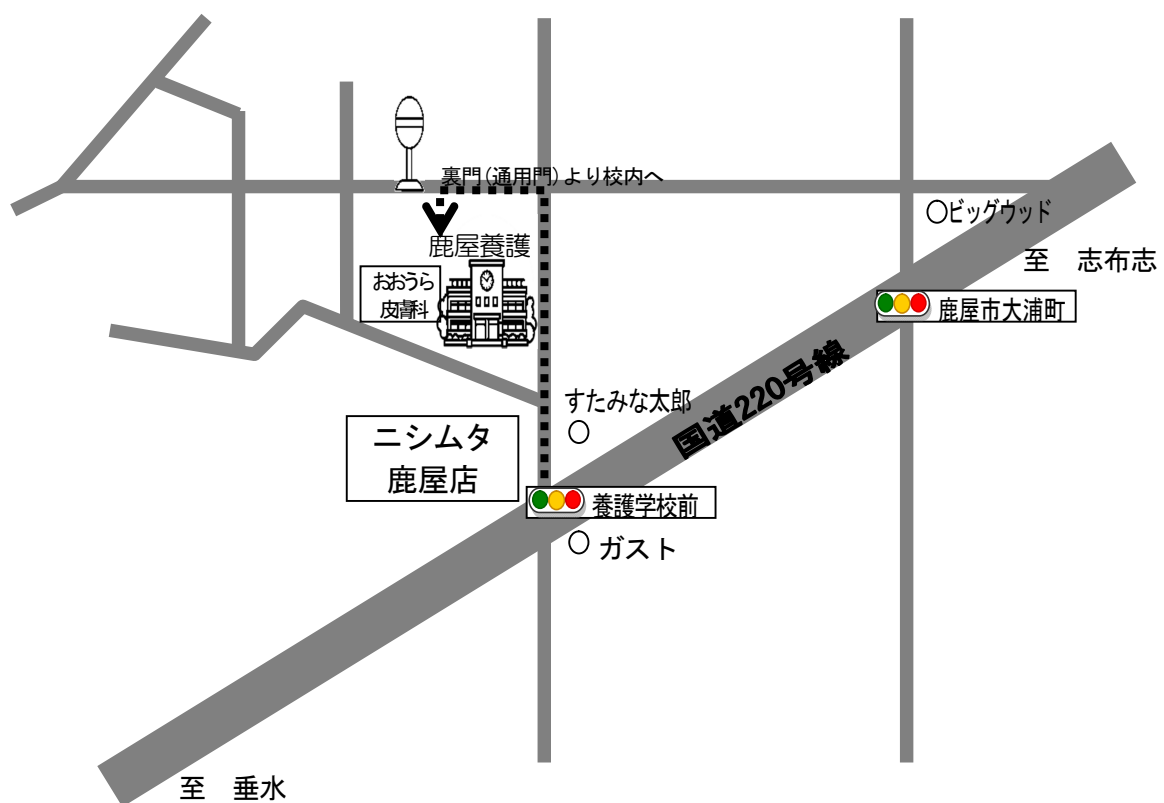 裏門(通用門)より校内へ
ビッグウッド
鹿屋養護
至　志布志
おおうら
皮膚科
鹿屋市大浦町
国道220号線
すたみな太郎
ニシムタ
鹿屋店
養護学校前
ガスト
至　垂水